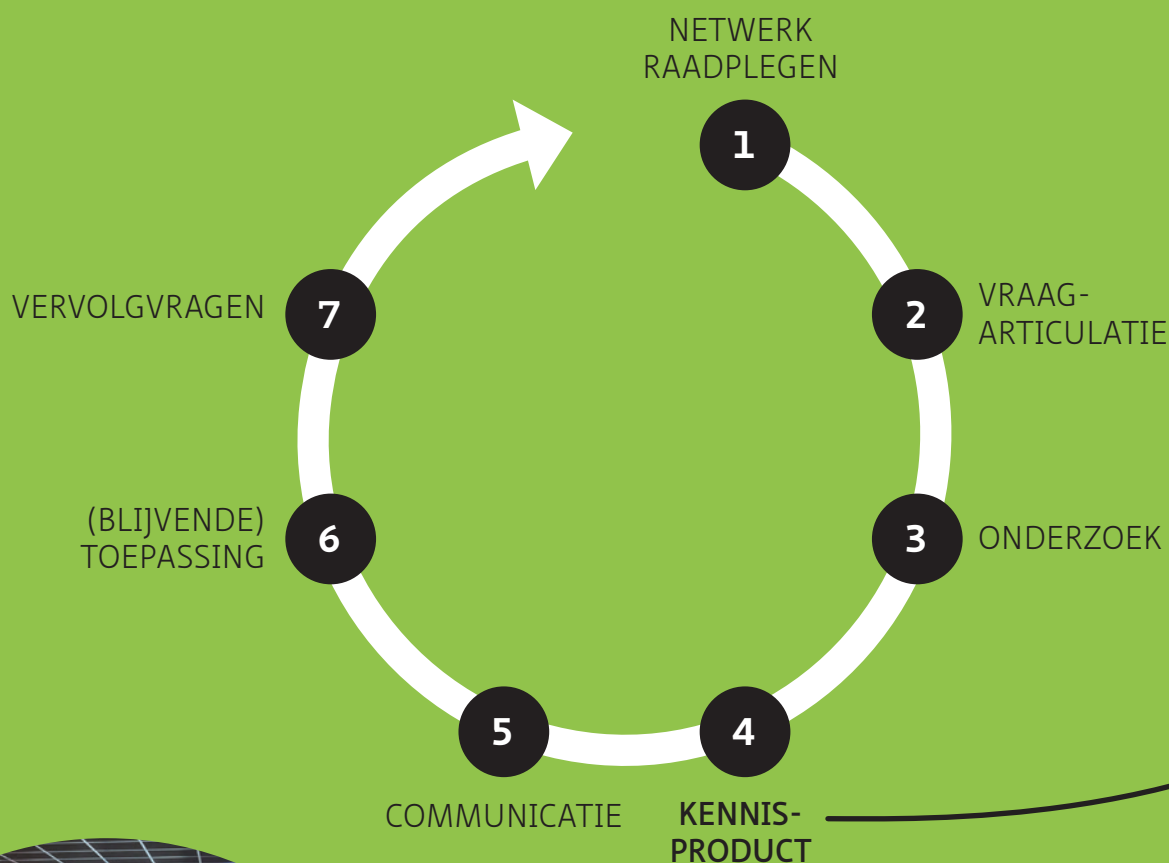 NETWERK
RAADPLEGEN
1
2
VRAAG-
ARTICULATIE
3
ONDERZOEK
4
KENNIS-
PRODUCT
5
COMMUNICATIE
6
(BLIJVENDE)
TOEPASSING
7
VERVOLGVRAGEN